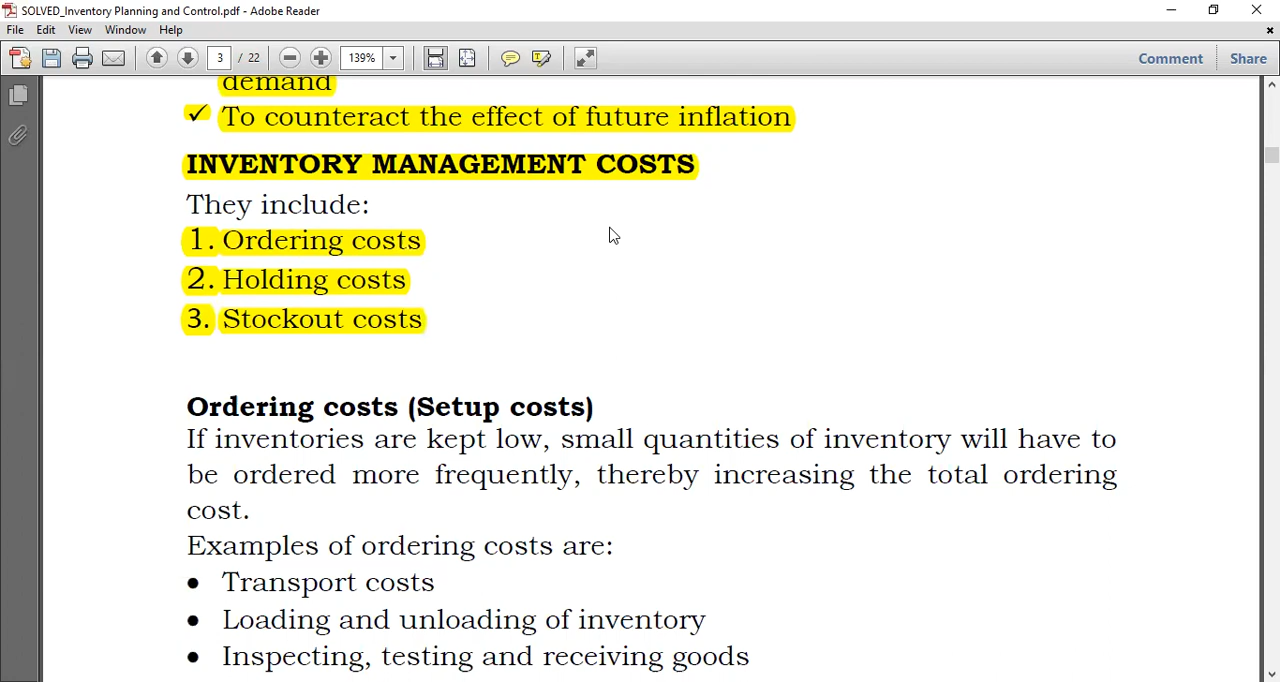 SOLVED_Inventory Planning and Control.pdf - Adobe Reader
File Edit View Window Help
3 / 22 139% Comment Share
demand
✓ To counteract the effect of future inflation
INVENTORY MANAGEMENT COSTS
They include:
1. Ordering costs
2. Holding costs
3. Stockout costs
Ordering costs (Setup costs)
If inventories are kept low, small quantities of inventory will have to
be ordered more frequently, thereby increasing the total ordering
cost.
Examples of ordering costs are:
• Transport costs
• Loading and unloading of inventory
• Inspecting, testing and receiving goods